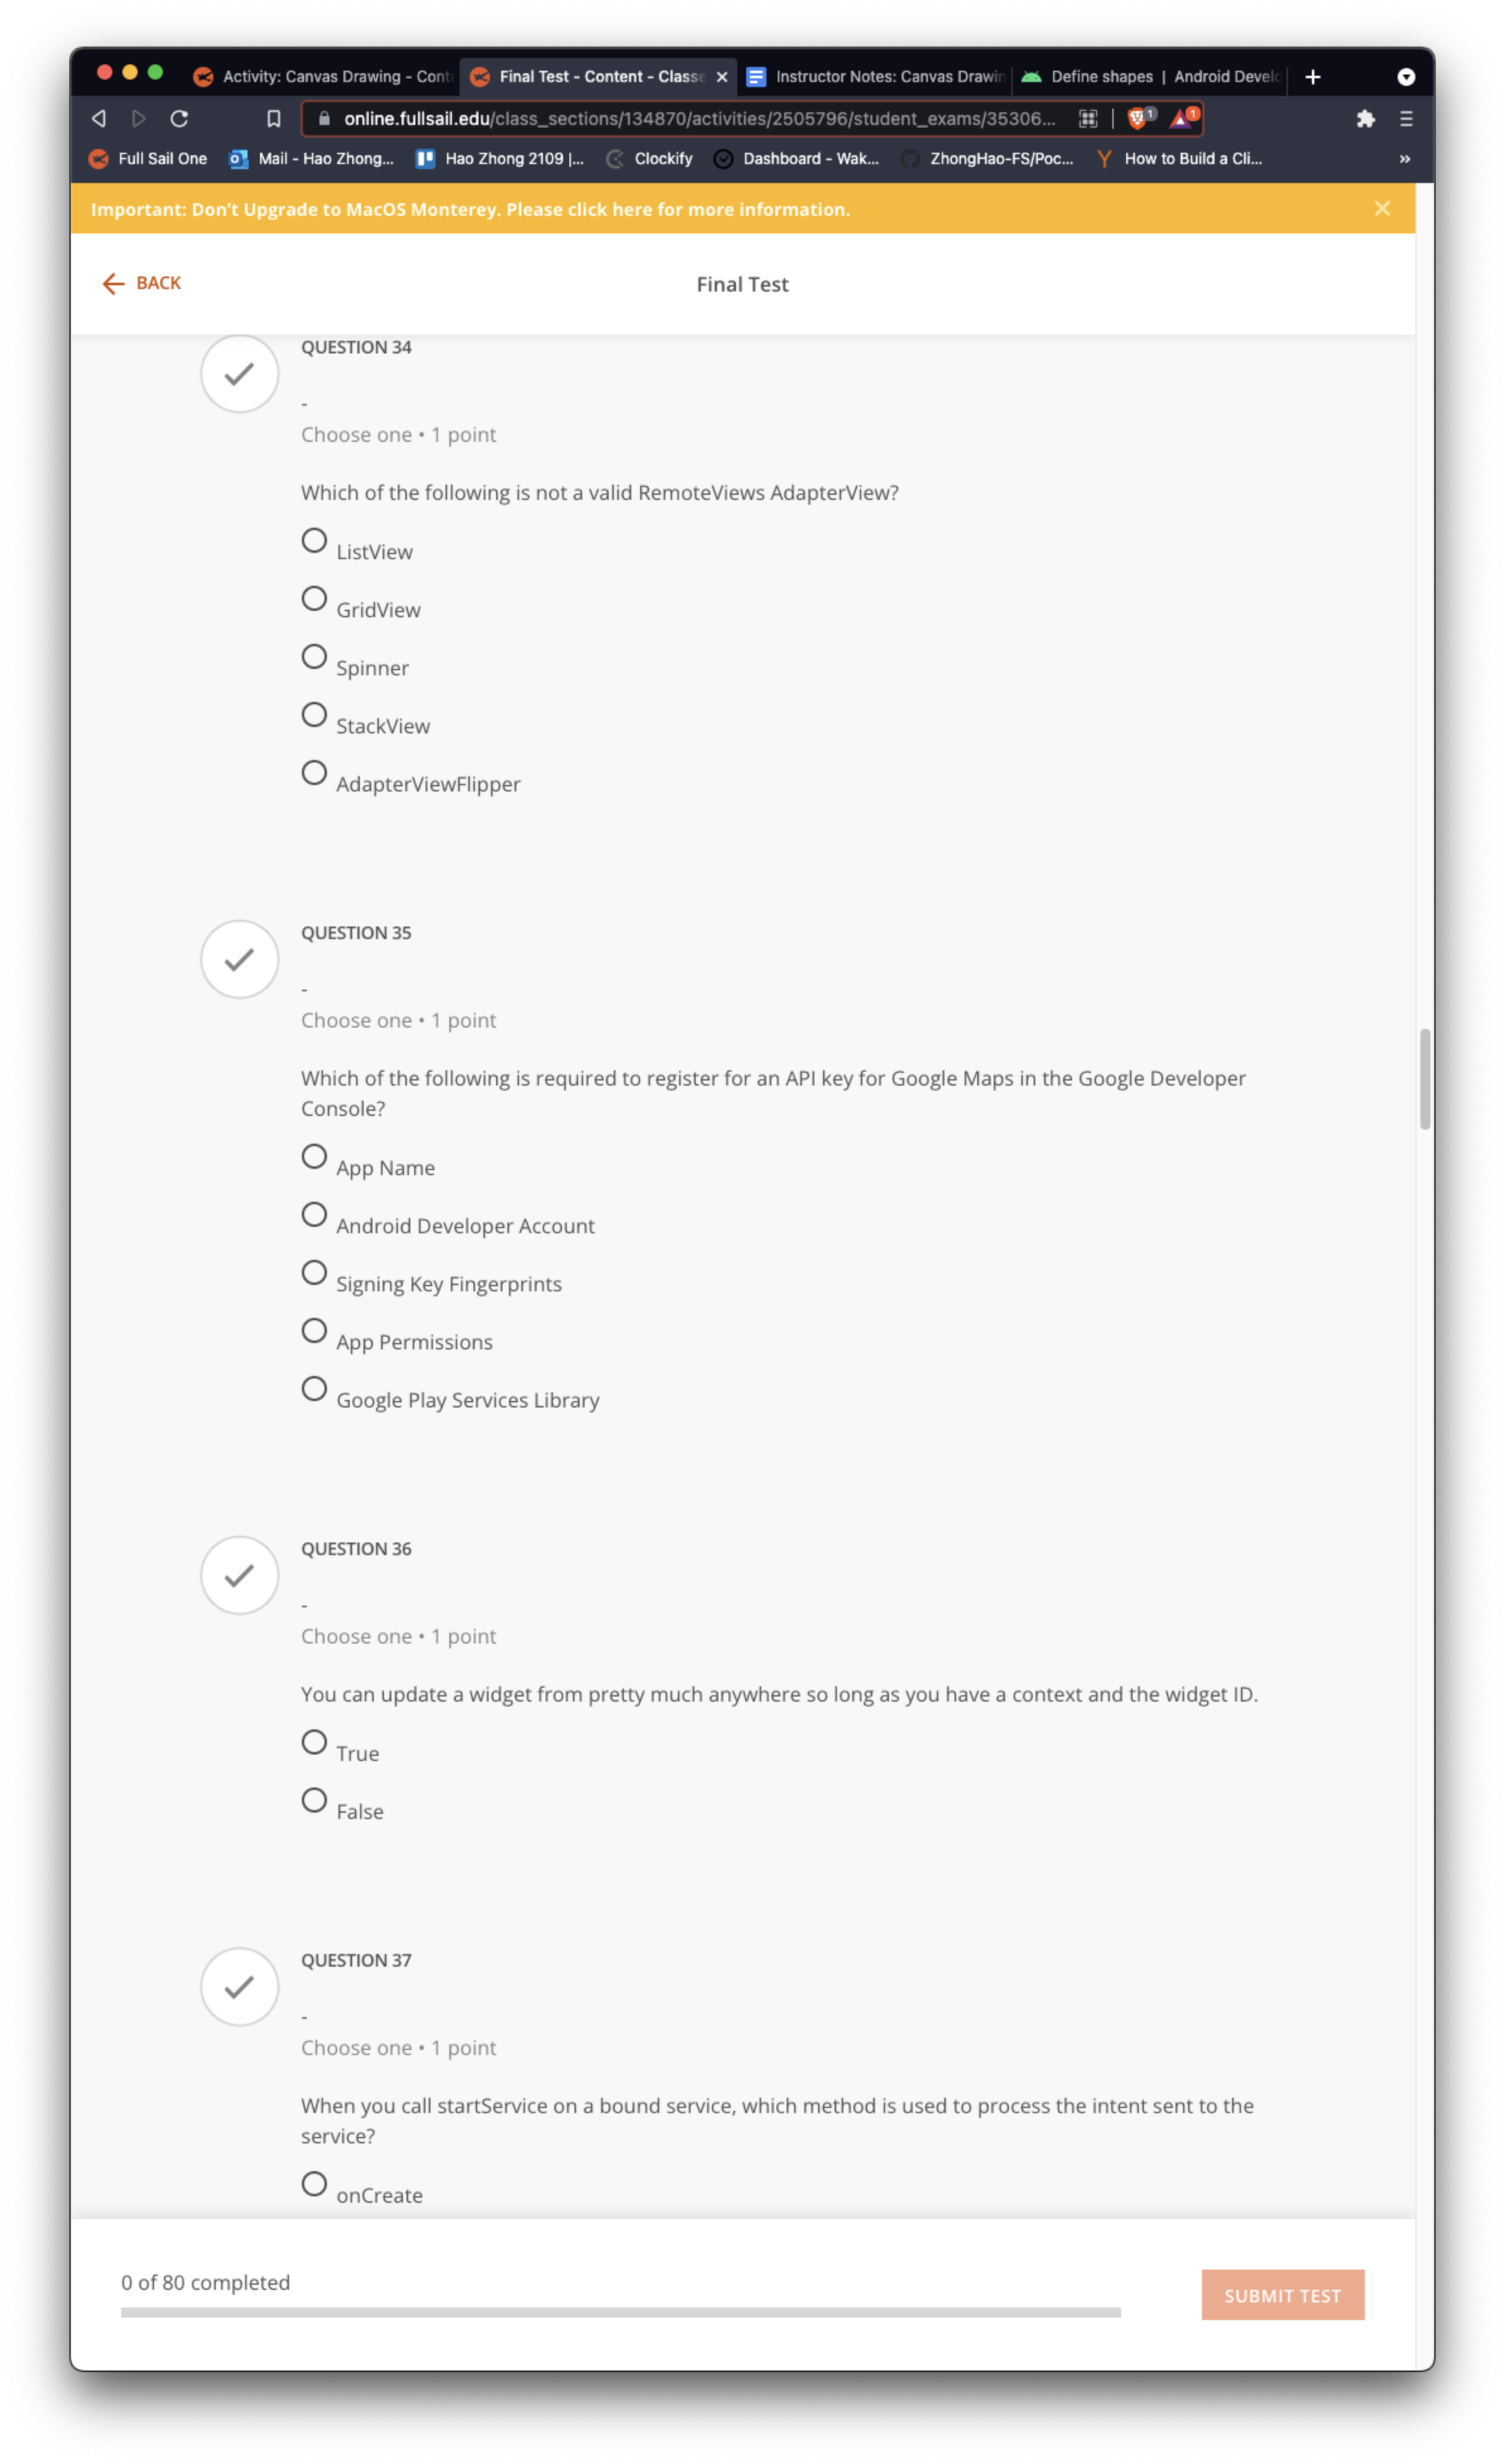 Activity: Canvas Drawing - Conte
Final Test - Content - Classe
Instructor Notes: Canvas Drawin
Define shapes | Android Develo
online.fullsail.edu/class_sections/134870/activities/2505796/student_exams/35306...
1
1
Full Sail One
Mail - Hao Zhong...
Hao Zhong 2109 |...
Clockify
Dashboard - Wak...
ZhongHao-FS/Poc...
How to Build a Cli...
»
Important: Don't Upgrade to MacOS Monterey. Please click here for more information.
BACK
Final Test
QUESTION 34
-
Choose one • 1 point
Which of the following is not a valid RemoteViews AdapterView?
ListView
GridView
Spinner
StackView
AdapterViewFlipper
QUESTION 35
-
Choose one • 1 point
Which of the following is required to register for an API key for Google Maps in the Google Developer
Console?
App Name
Android Developer Account
Signing Key Fingerprints
App Permissions
Google Play Services Library
QUESTION 36
-
Choose one • 1 point
You can update a widget from pretty much anywhere so long as you have a context and the widget ID.
True
False
QUESTION 37
-
Choose one • 1 point
When you call startService on a bound service, which method is used to process the intent sent to the
service?
onCreate
0 of 80 completed
SUBMIT TEST